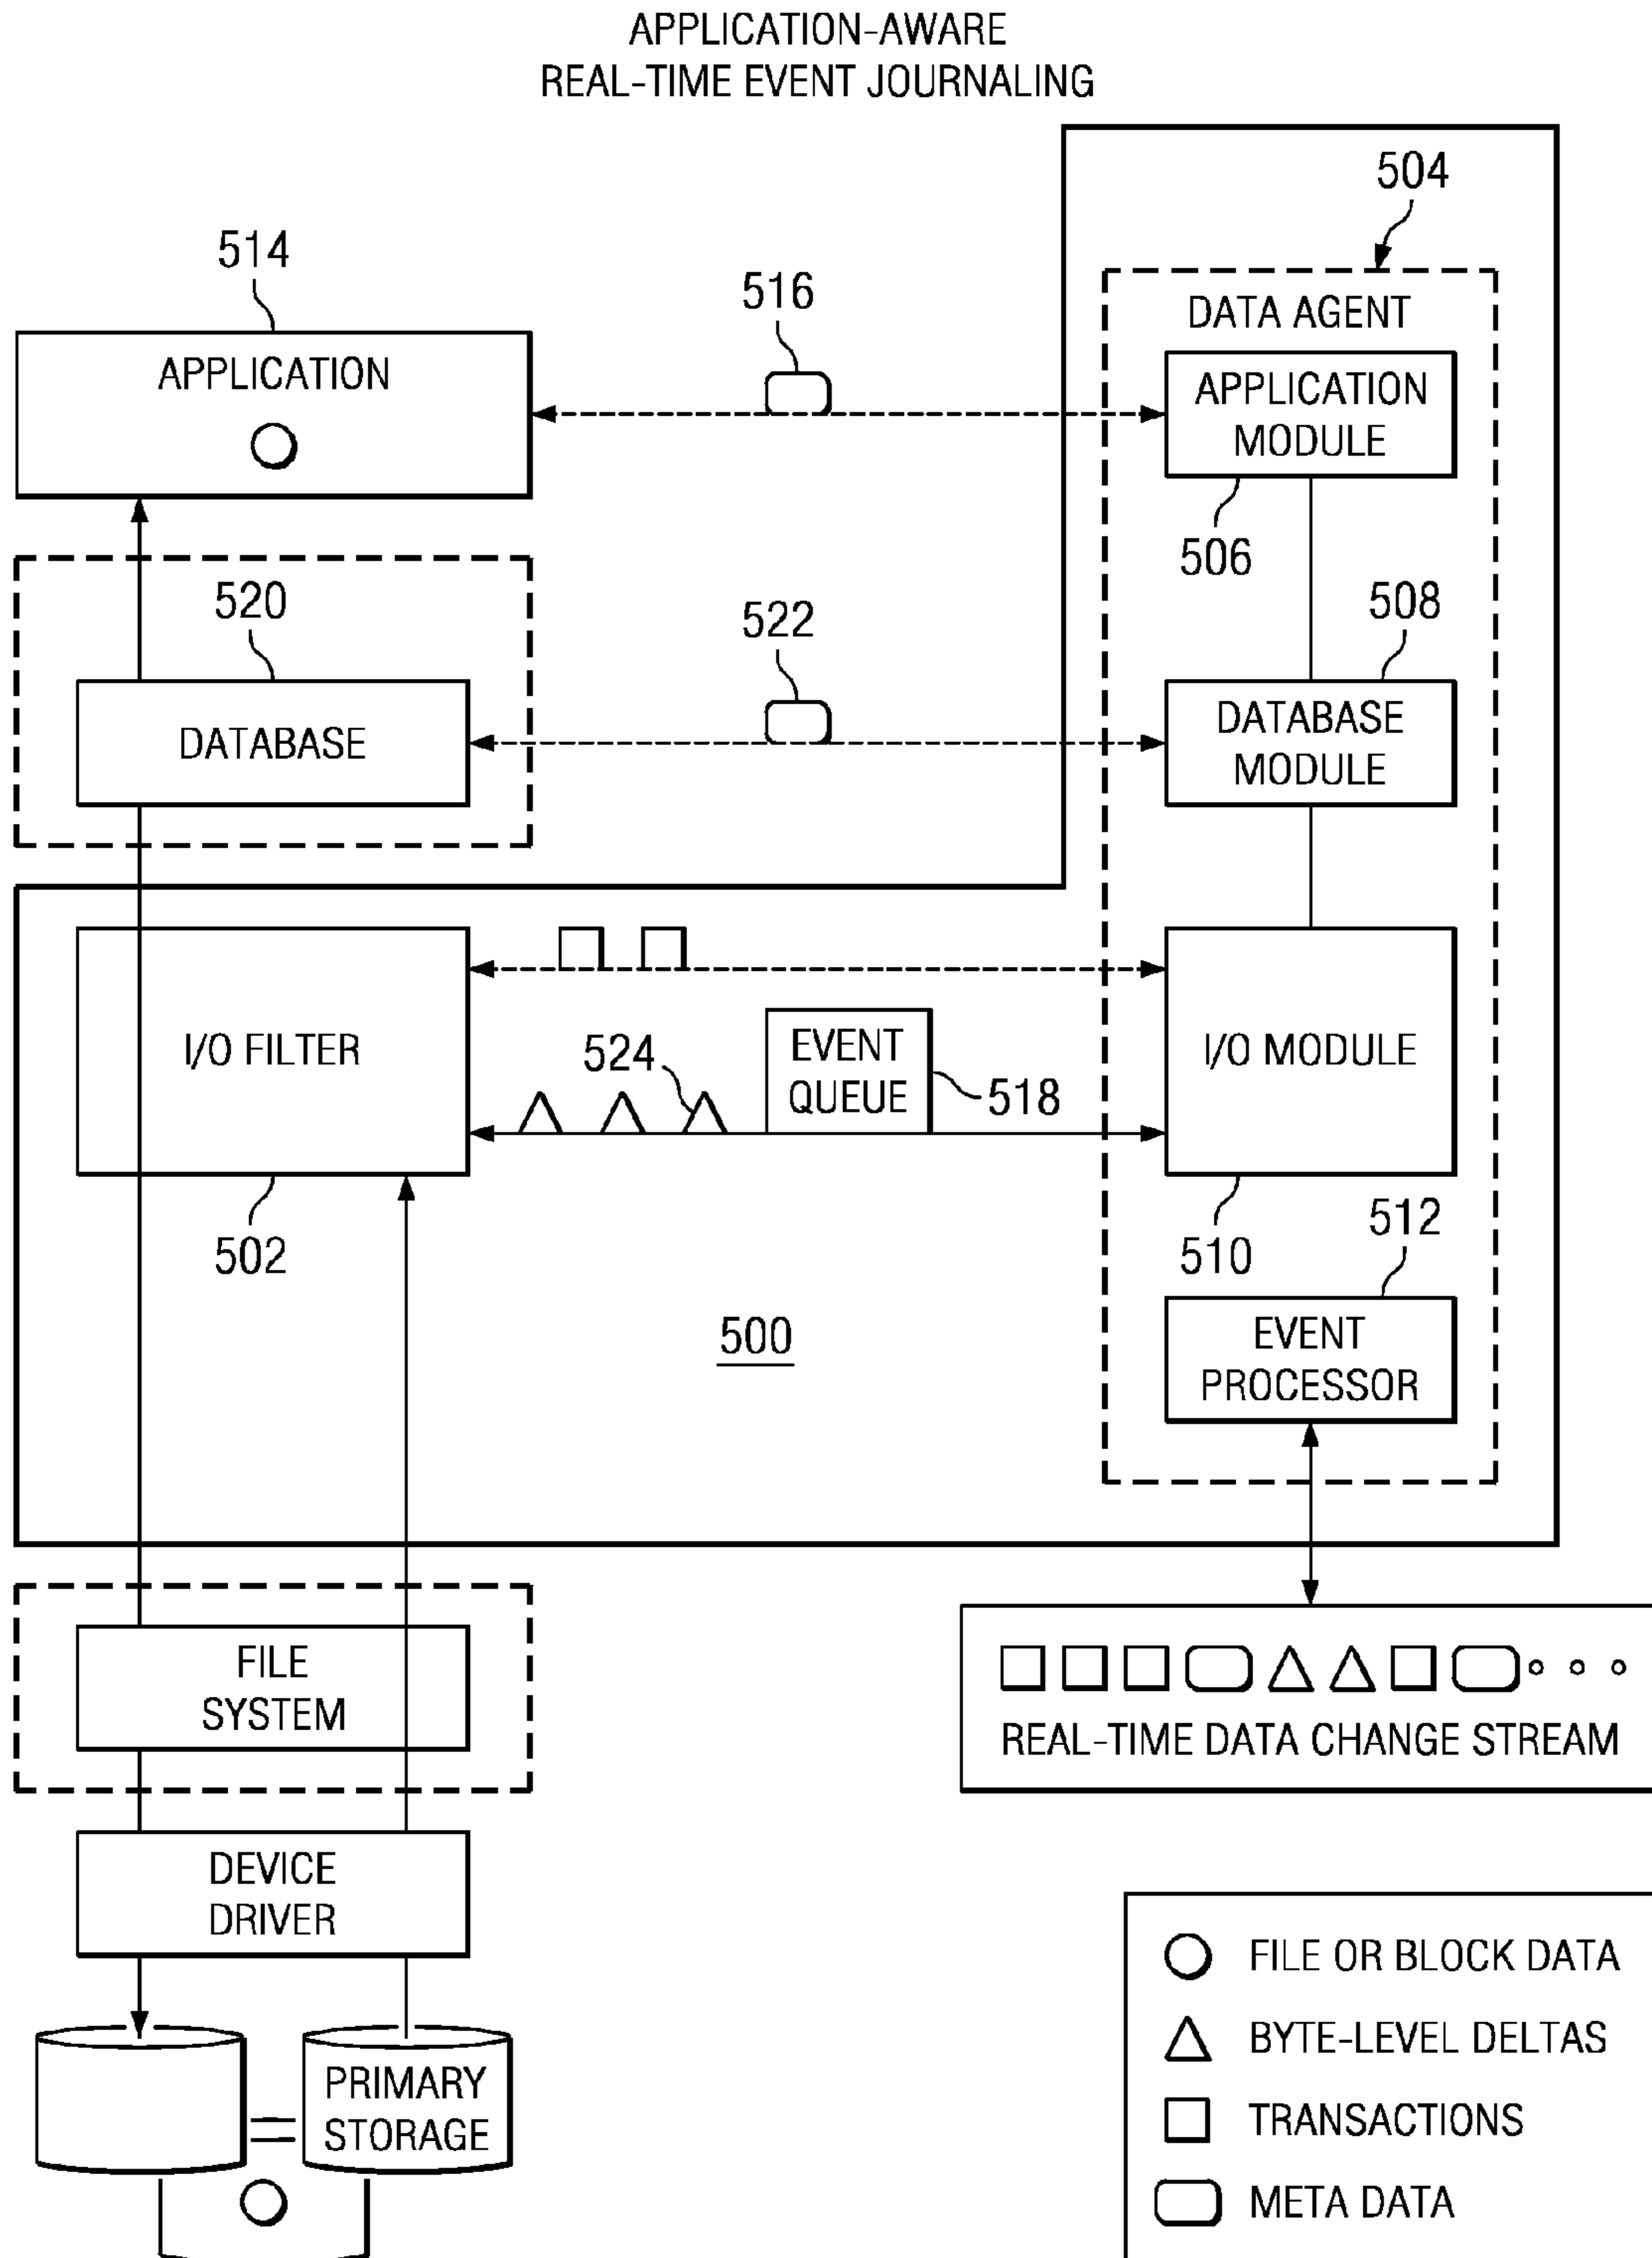 APPLICATION-AWARE
REAL-TIME EVENT JOURNALING
504
514
516
DATA AGENT
APPLICATION
APPLICATION
MODULE
506
520
522
508
DATABASE
DATABASE
MODULE
I/O FILTER
524
EVENT
QUEUE
518
I/O MODULE
502
510
512
500
EVENT
PROCESSOR
FILE
SYSTEM
REAL-TIME DATA CHANGE STREAM
DEVICE
DRIVER
PRIMARY
STORAGE
FILE OR BLOCK DATA
BYTE-LEVEL DELTAS
TRANSACTIONS
META DATA